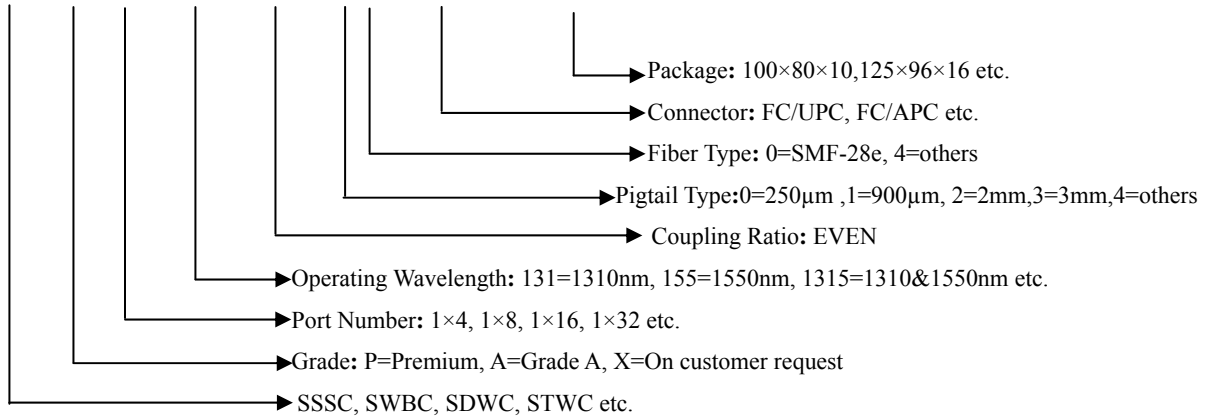 Package: 100×80×10,125×96×16 etc.
Connector: FC/UPC, FC/APC etc.
Fiber Type: 0=SMF-28e, 4=others
Pigtail Type:0=250µm ,1=900µm, 2=2mm,3=3mm,4=others
Coupling Ratio: EVEN
Operating Wavelength: 131=1310nm, 155=1550nm, 1315=1310&1550nm etc.
Port Number: 1×4, 1×8, 1×16, 1×32 etc.
Grade: P=Premium, A=Grade A, X=On customer request
SSSC, SWBC, SDWC, STWC etc.